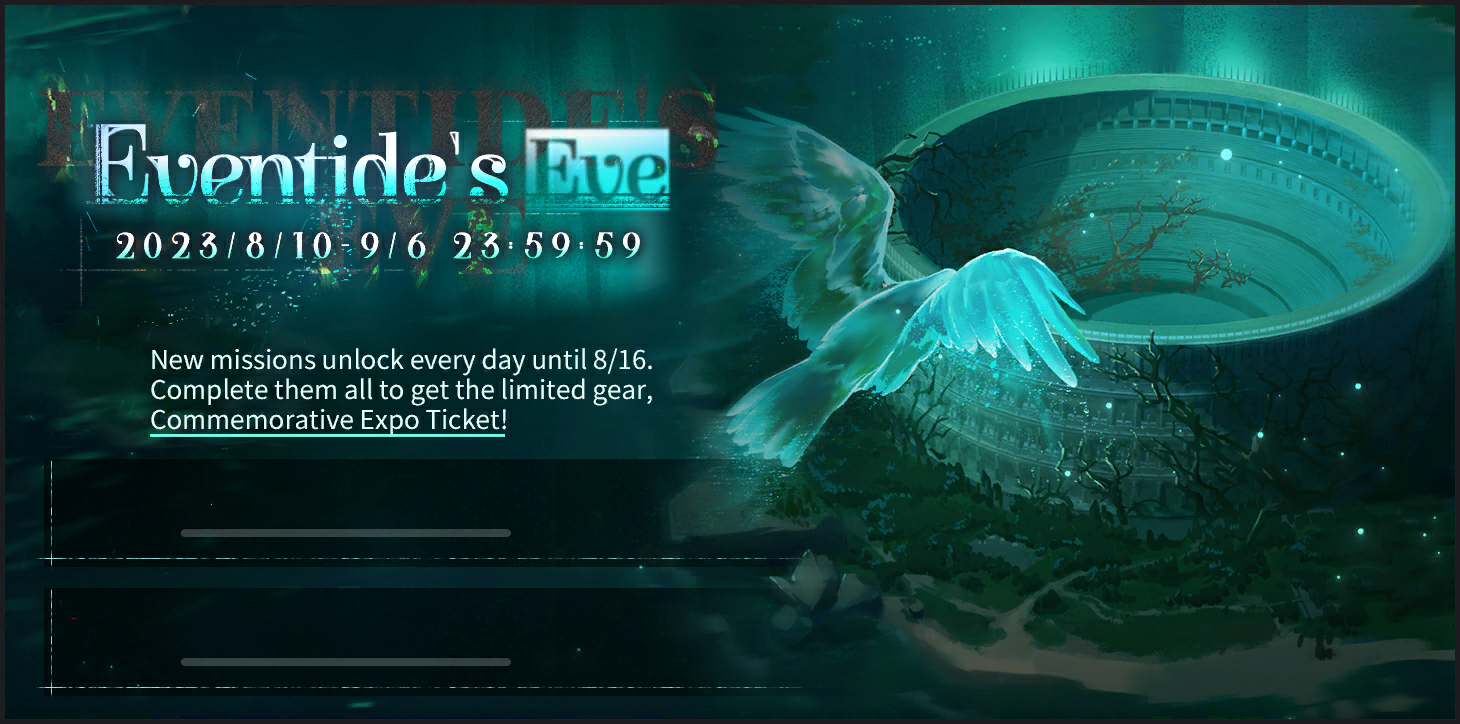 EVENTIDE'S
EVE
Eventide's Eve
2023/8/10-9/6 23:59:59
New missions unlock every day until 8/16.
Complete them all to get the limited gear,
Commemorative Expo Ticket!